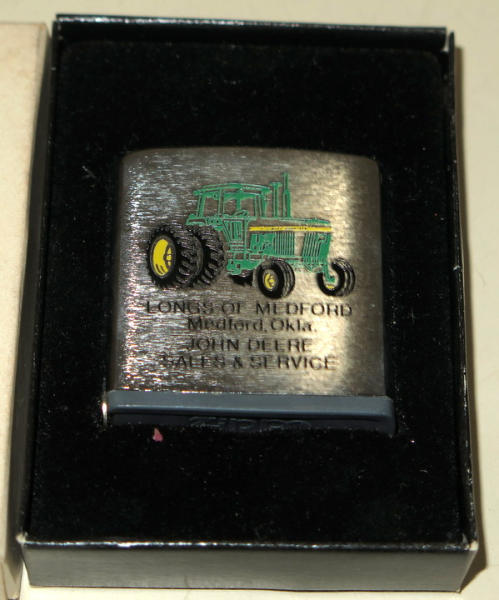 LONGS OF MEDFORD
Medford, Okla.
JOHN DEERE
SALES & SERVICE